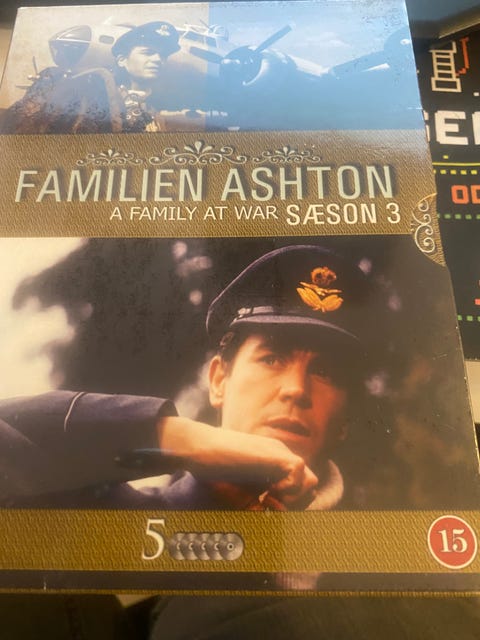 FAMILIEN ASHTON
A FAMILY AT WAR SÆSON 3
5
15